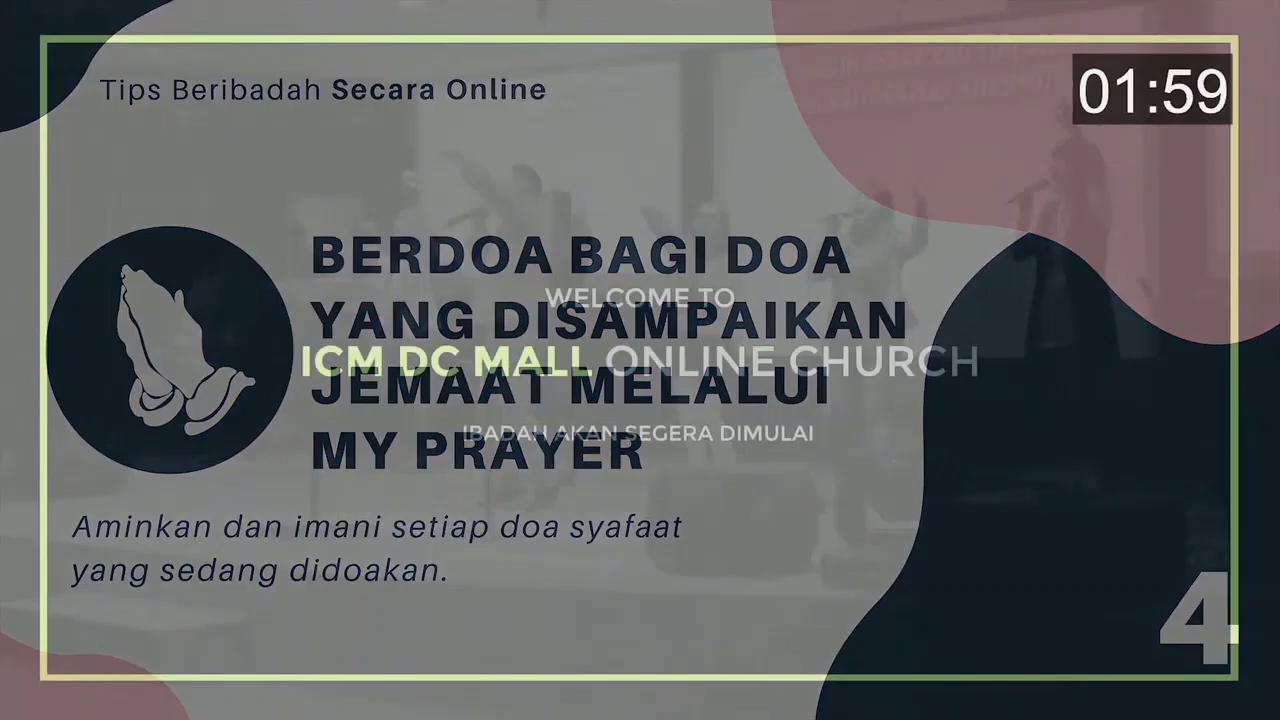 Tips Beribadah Secara Online
01:59
BERDOA BAGI DOA
YANG DISAMPAIKAN
JEMAAT MELALUI
MY PRAYER
WELCOME TO
ICM DC MALL ONLINE CHURCH
IBADAH AKAN SEGERA DIMULAI
Aminkan dan imani setiap doa syafaat
yang sedang didoakan.
4